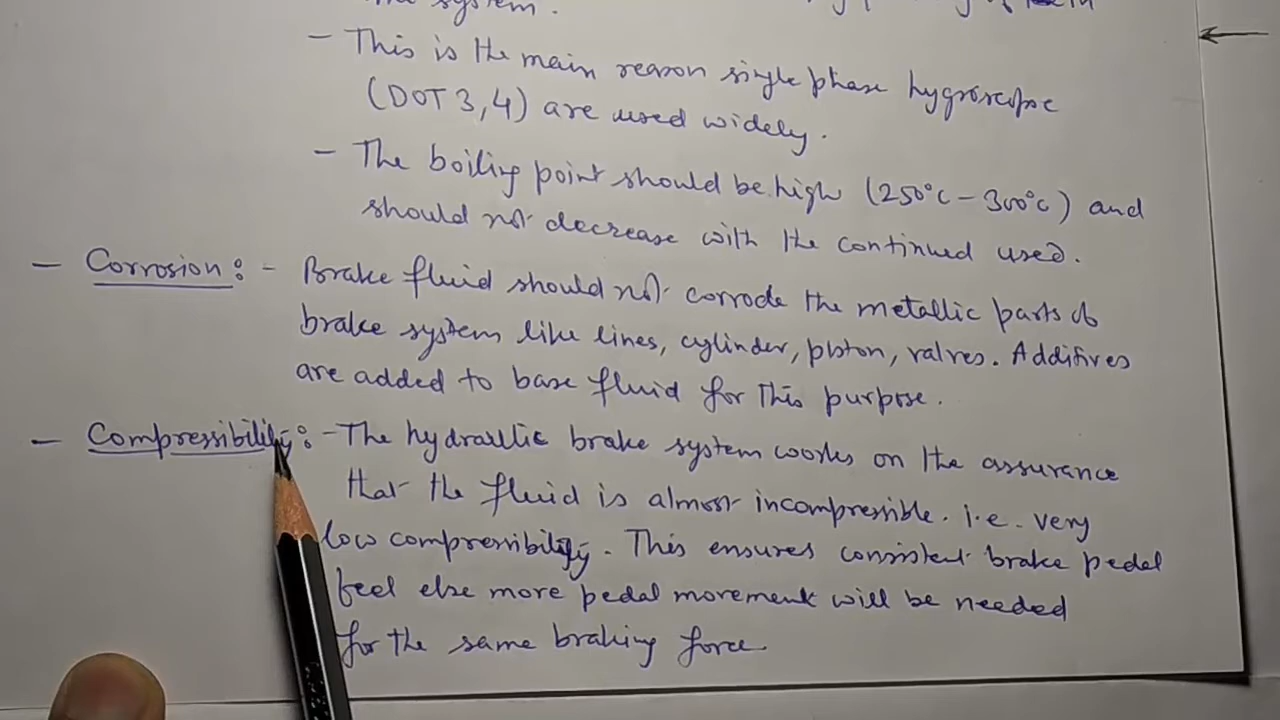 the system.
- This is the main reason single phase hygroscopic
(DOT 3,4) are used widely.
- The boiling point should be high (250°C - 300°C) and
should not decrease with the continued used.
- Corrosion:- Brake fluid should not corrode the metallic parts of
brake system like lines, cylinder, piston, valves. Additives
are added to base fluid for this purpose.
- Compressibility:- The hydraulic brake system works on the assurance
that the fluid is almost incompressible. i.e. very
low compressibility. This ensures consistent brake pedal
feel else more pedal movement will be needed
for the same braking force.